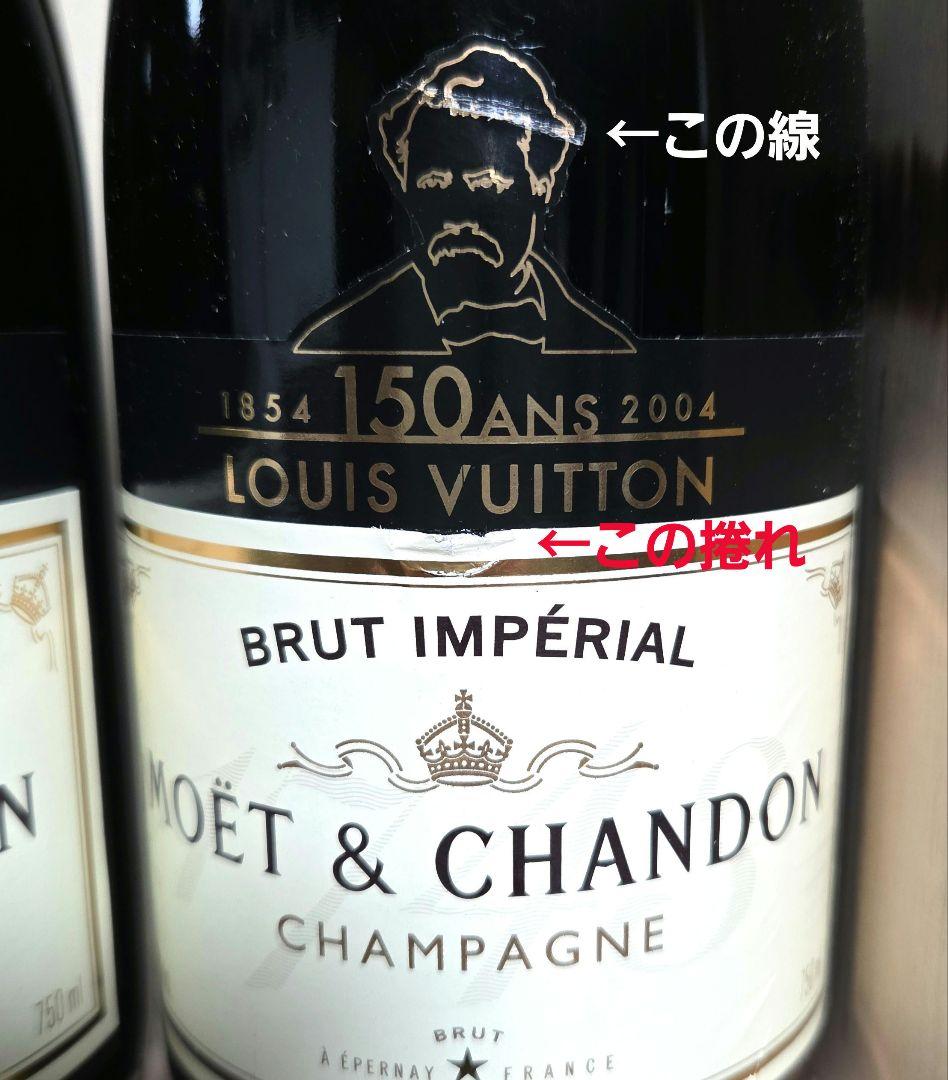 ←この線
1854 150 ANS 2004
LOUIS VUITTON
←この捲れ
BRUT IMPÉRIAL
MOËT & CHANDON
CHAMPAGNE
BRUT
À ÉPERNAY ★ FRANCE
N
750 ml